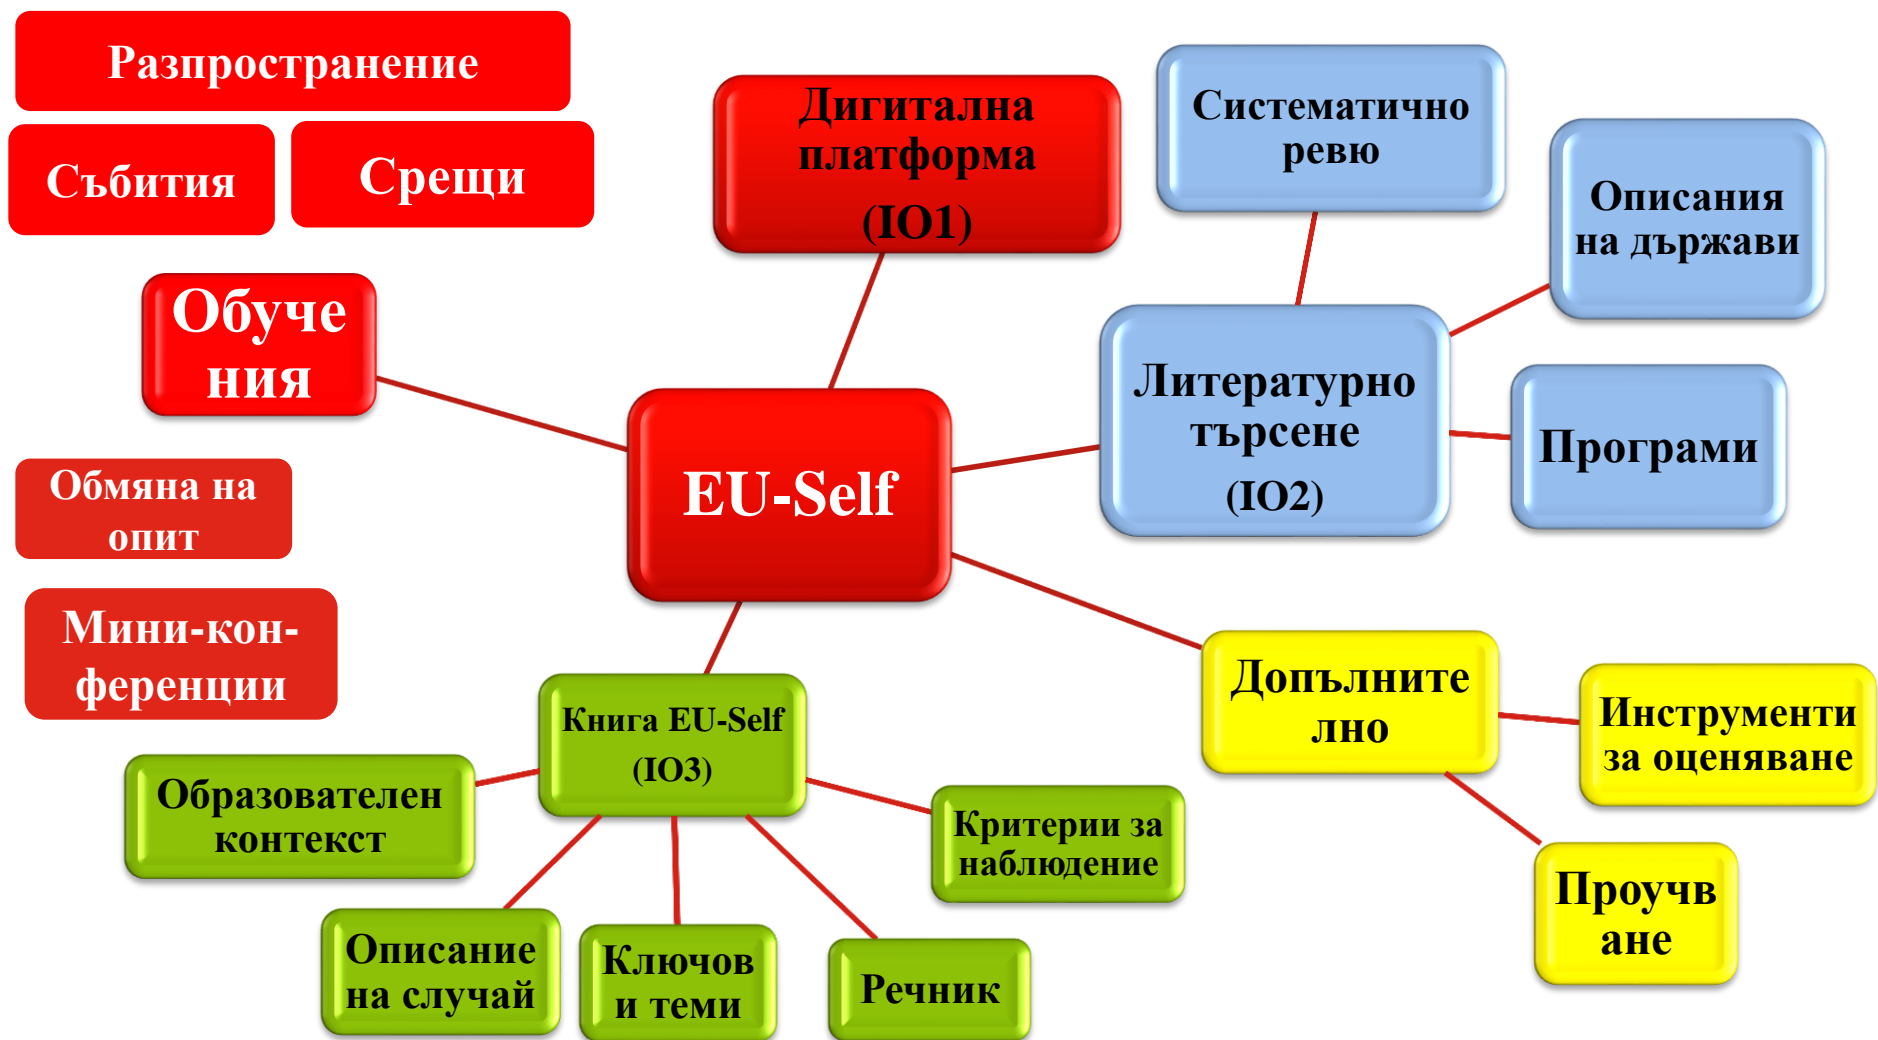 Разпространение
Събития
Срещи
Дигитална
платформа
(IO1)
Систематично
ревю
Описания
на държави
Обуче
ния
Литературно
търсене
(IO2)
Програми
EU-Self
Обмяна на
опит
Мини-кон-
ференции
Книга EU-Self
(IO3)
Допълните
лно
Инструменти
за оценяване
Образователен
контекст
Критерии за
наблюдение
Проучв
ане
Описание
на случай
Ключов
и теми
Речник